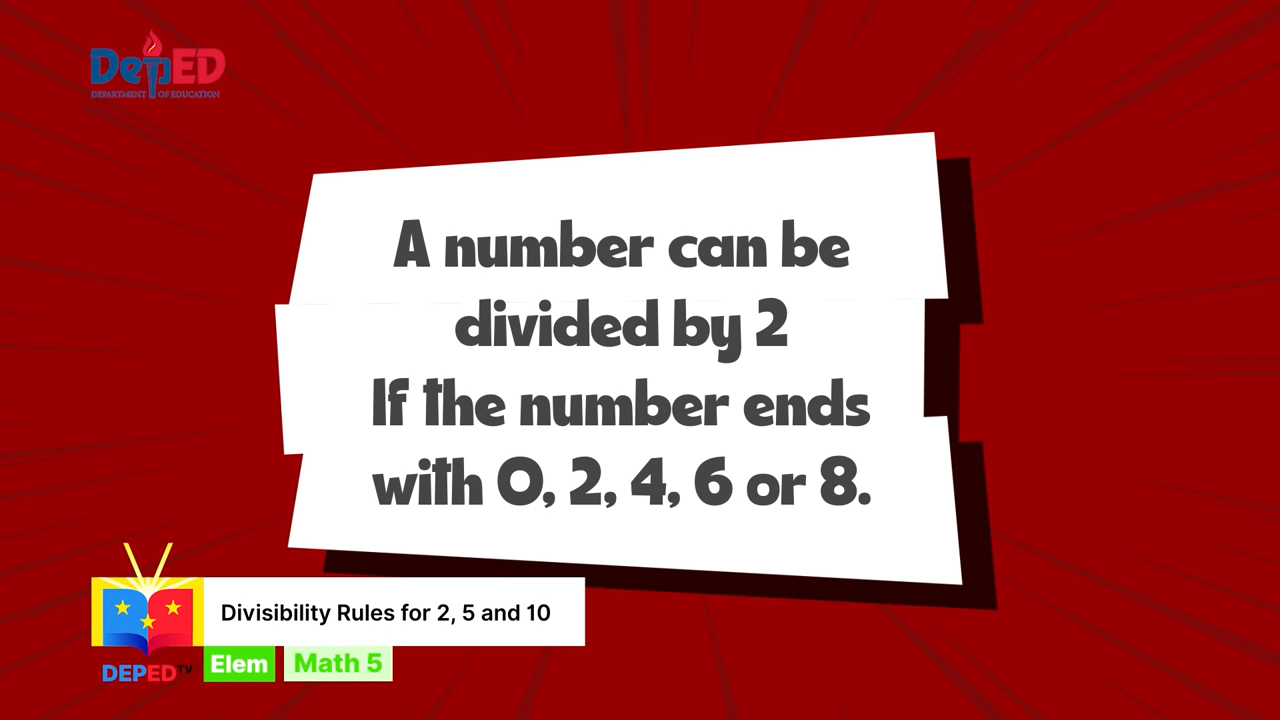 DepED
DEPARTMENT OF EDUCATION
A number can be
divided by 2
If the number ends
with 0, 2, 4, 6 or 8.
Divisibility Rules for 2, 5 and 10
DEPED TV
Elem
Math 5